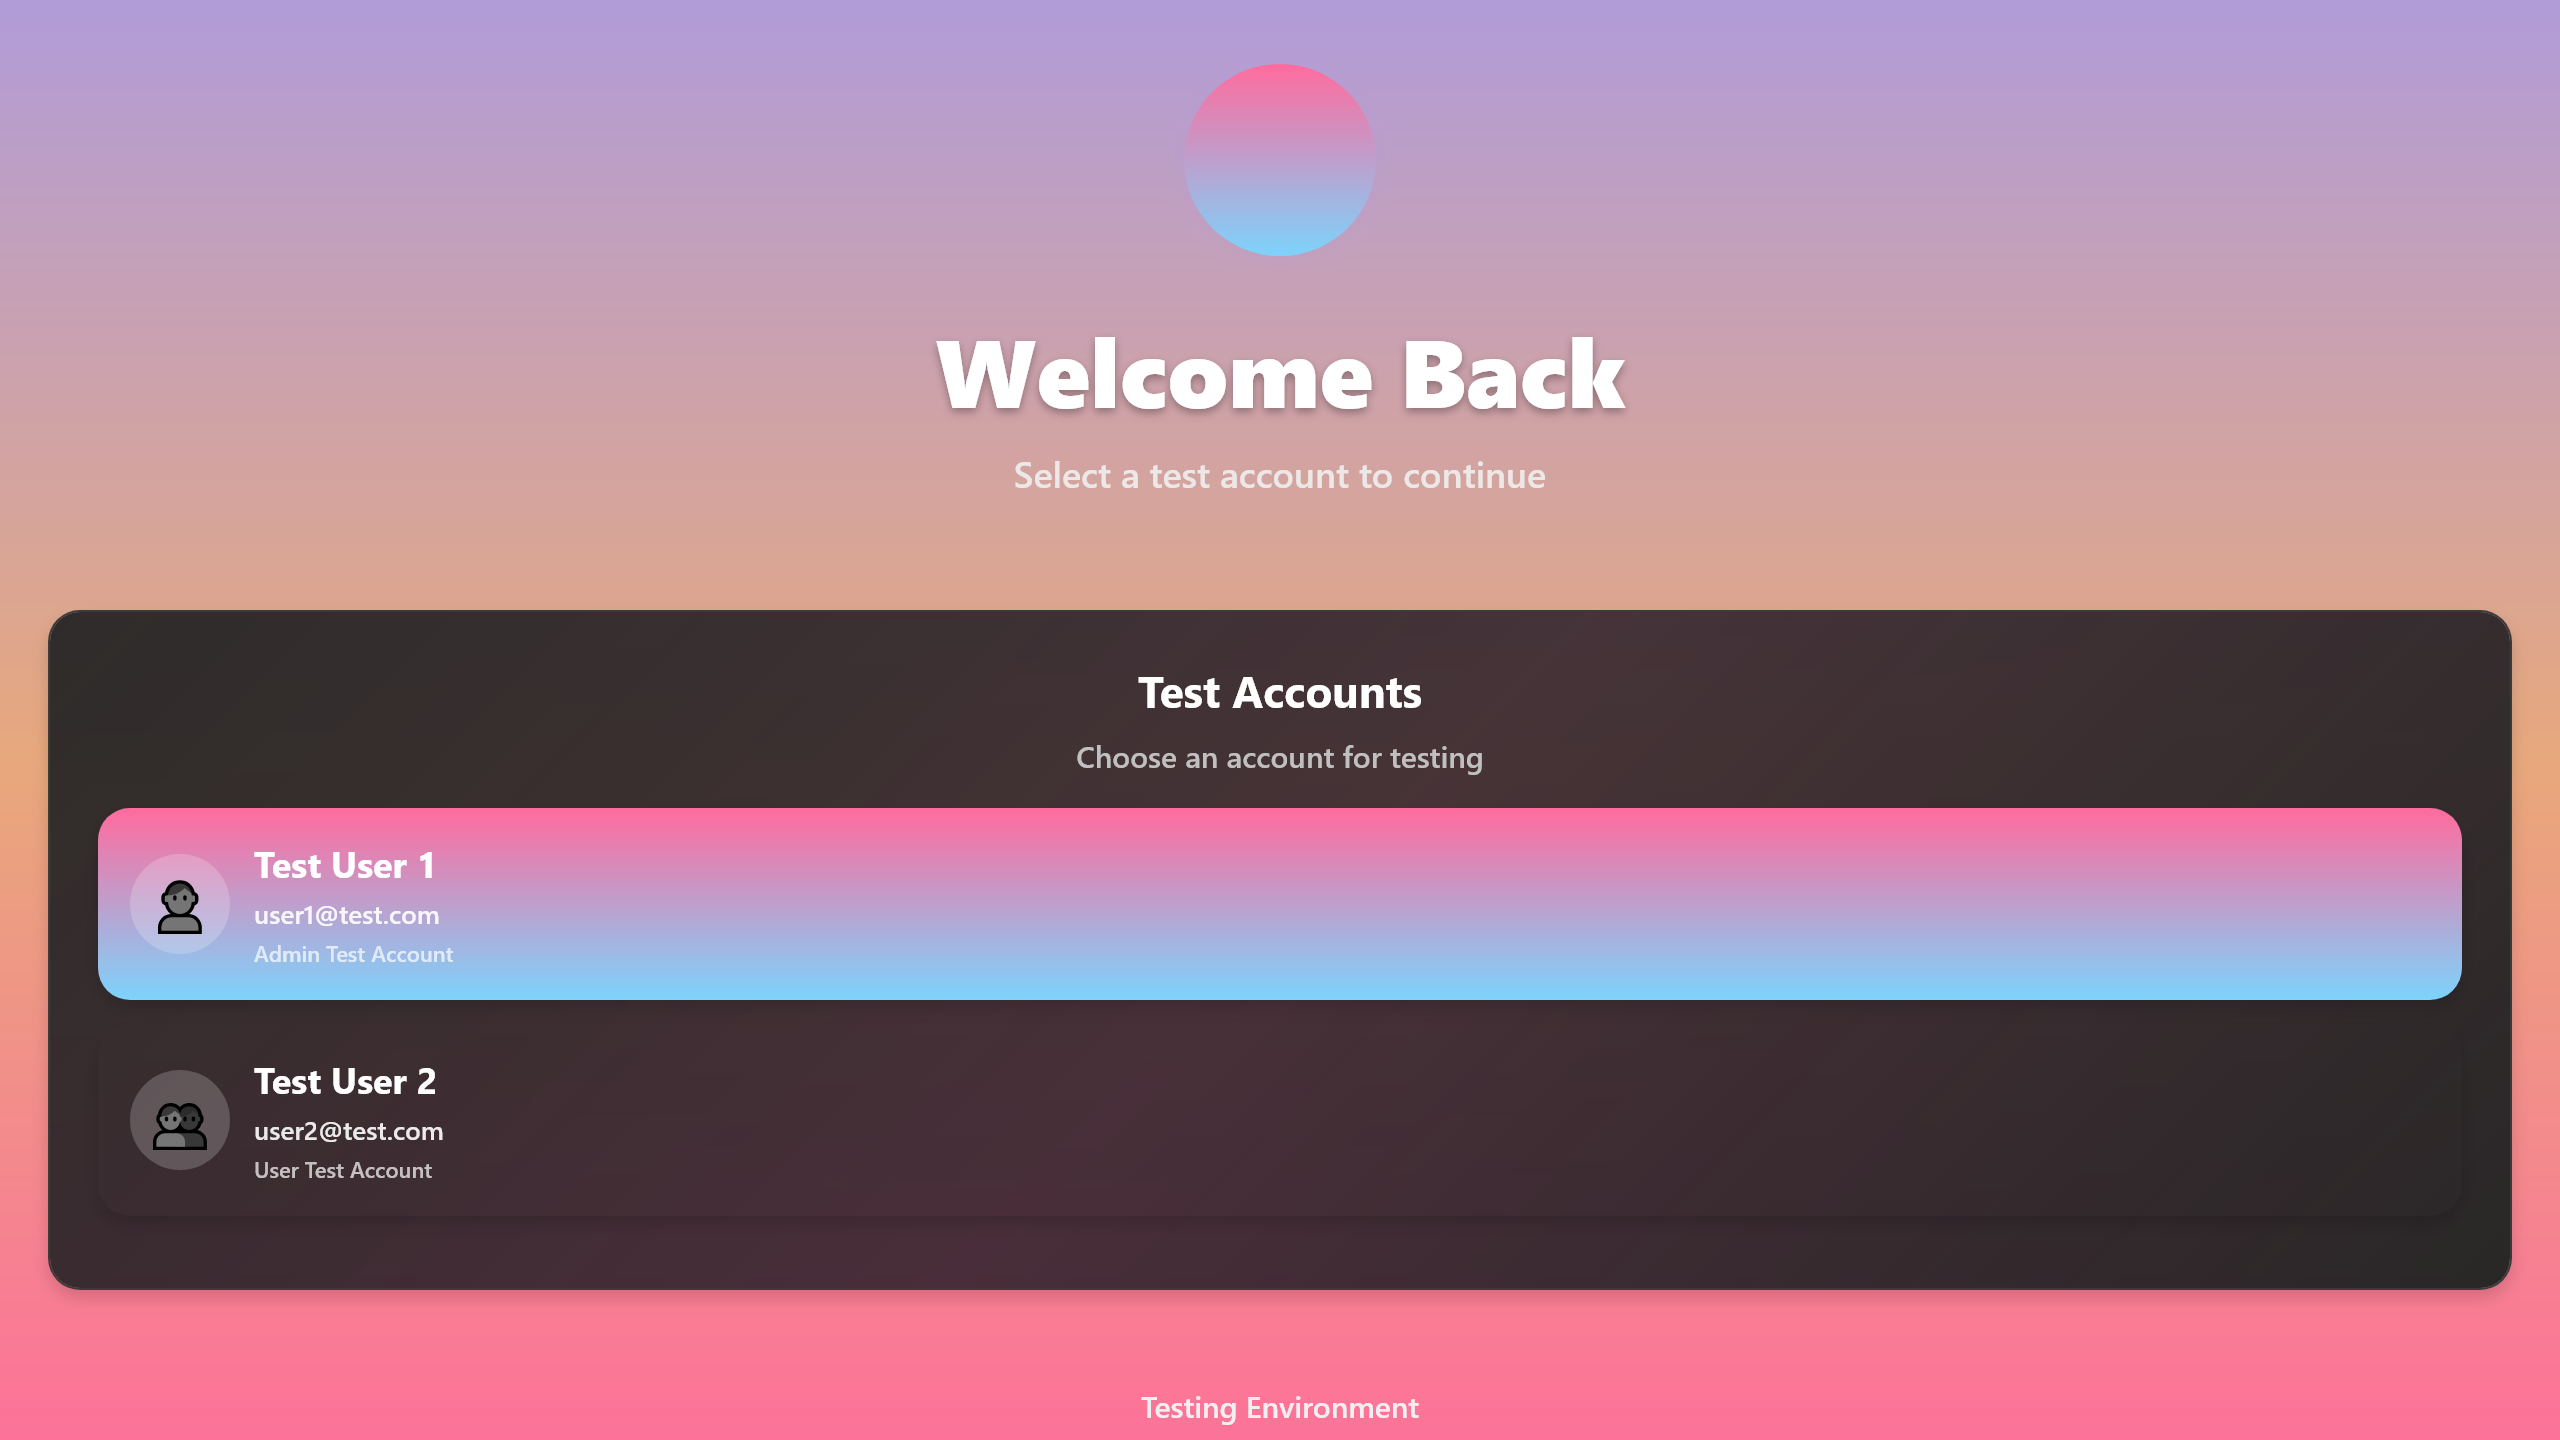 Welcome Back
Select a test account to continue
Test Accounts
Choose an account for testing
Test User 1
user1@test.com
Admin Test Account
Test User 2
user2@test.com
User Test Account
Testing Environment